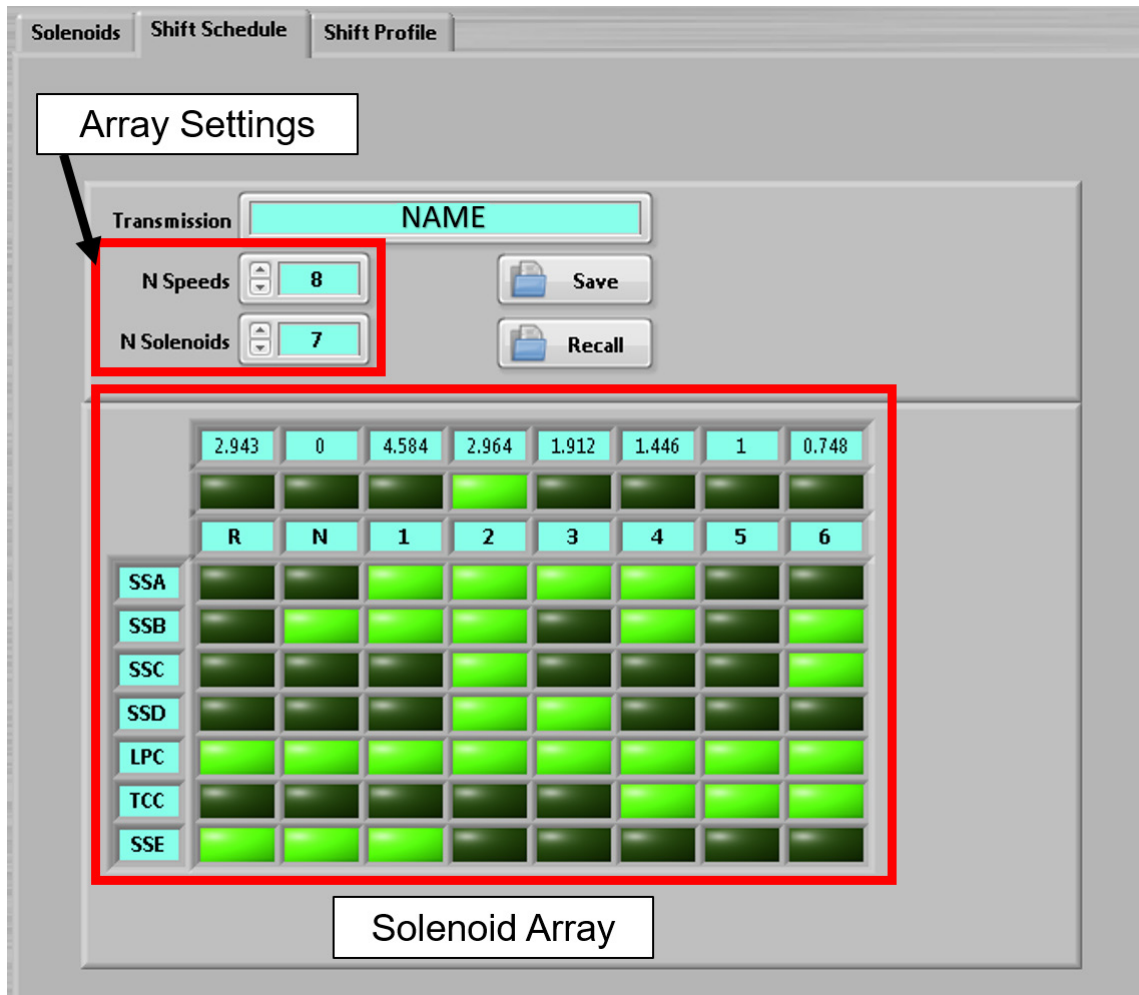 Solenoids Shift Schedule Shift Profile
Array Settings
Transmission NAME
N Speeds 8 Save
N Solenoids 7 Recall
2.943 0 4.584 2.964 1.912 1.446 1 0.748
R N 1 2 3 4 5 6
SSA
SSB
SSC
SSD
LPC
TCC
SSE
Solenoid Array